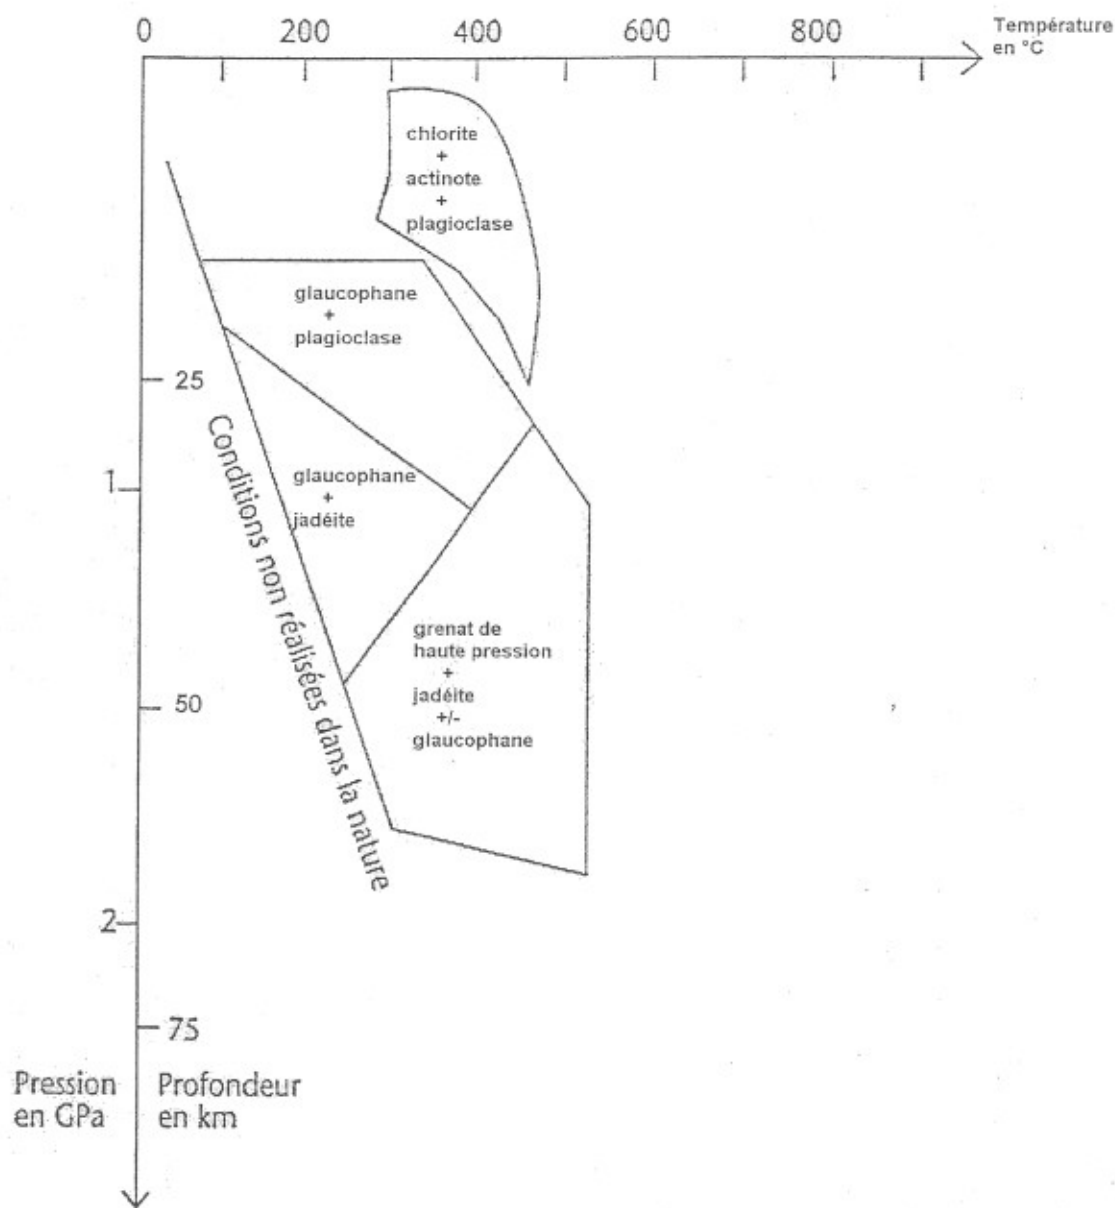 0 200 400 600 800
Température
en °C
chlorite
+
actinote
+
plagioclase
glaucophane
+
plagioclase
25
1
glaucophane
+
jadéite
Conditions non réalisées dans la nature
grenat de
haute pression
+
jadéite
+/-
glaucophane
50
2
75
Pression
en GPa
Profondeur
en km